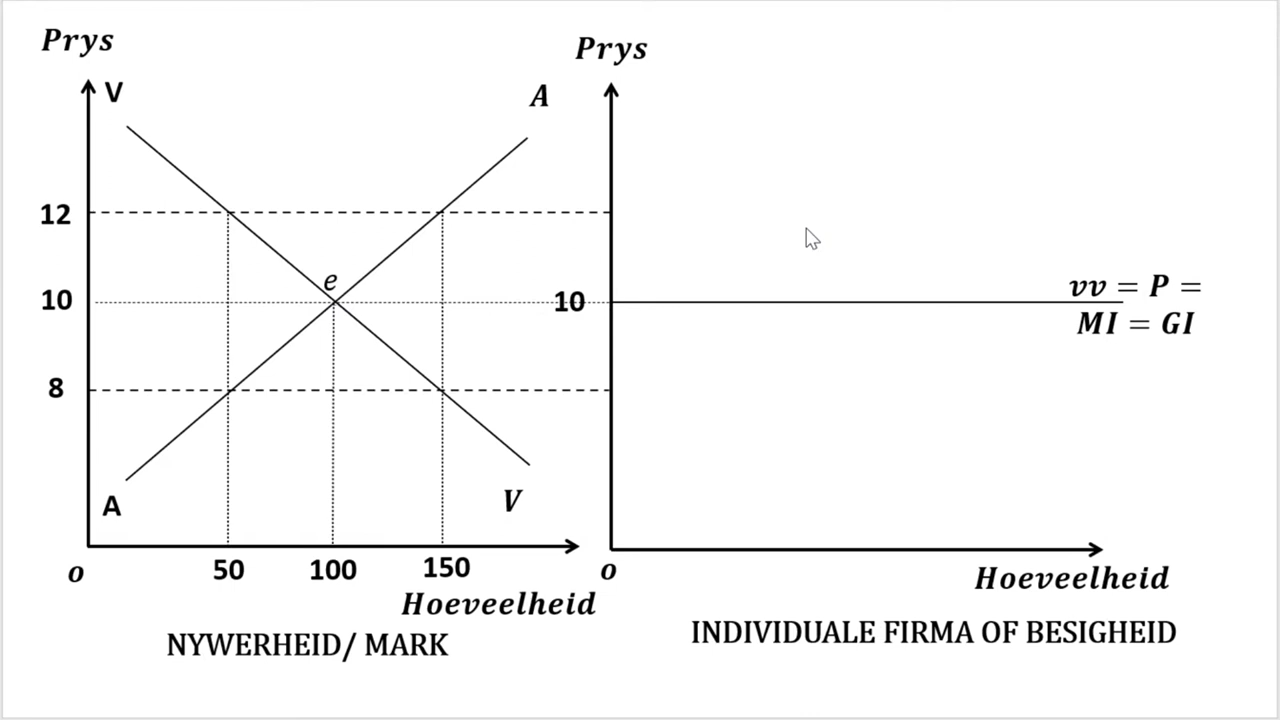 Prys
V
A
12
e
10
8
A
V
o
50
100
150
Hoeveelheid
NYWERHEID/ MARK
Prys
10
vv = P =
MI = GI
o
Hoeveelheid
INDIVIDUALE FIRMA OF BESIGHEID